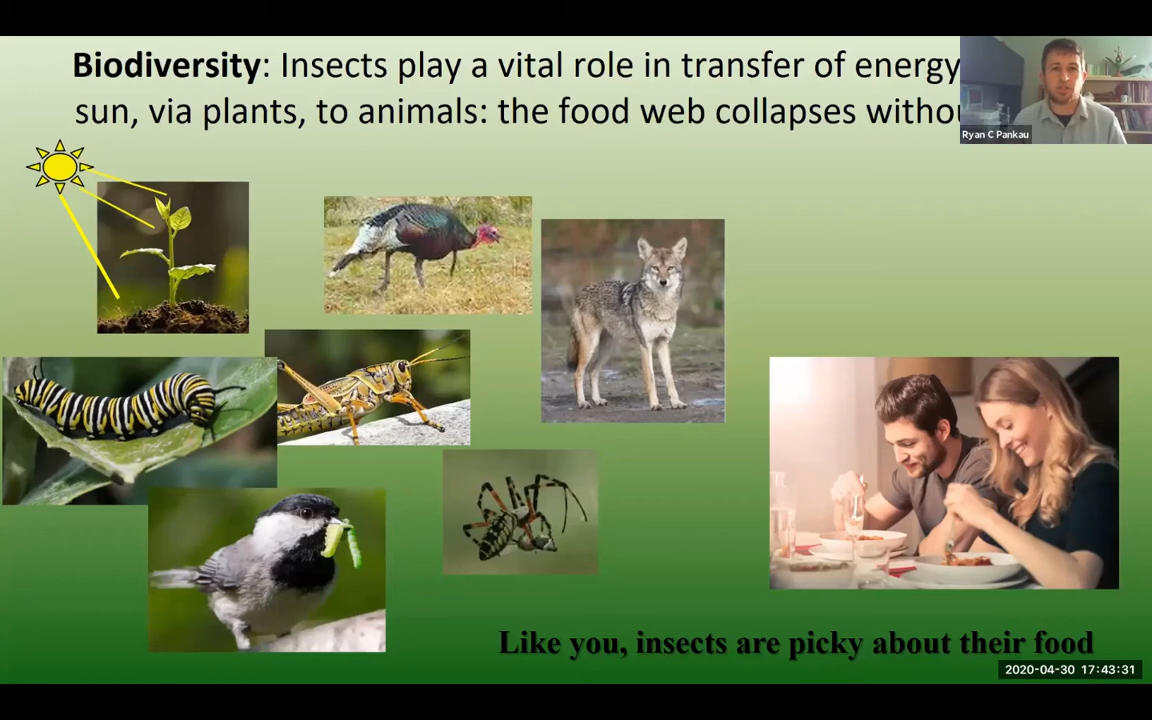 Biodiversity: Insects play a vital role in transfer of energy
sun, via plants, to animals: the food web collapses withou
Ryan C Pankau
Like you, insects are picky about their food
2020-04-30 17:43:31